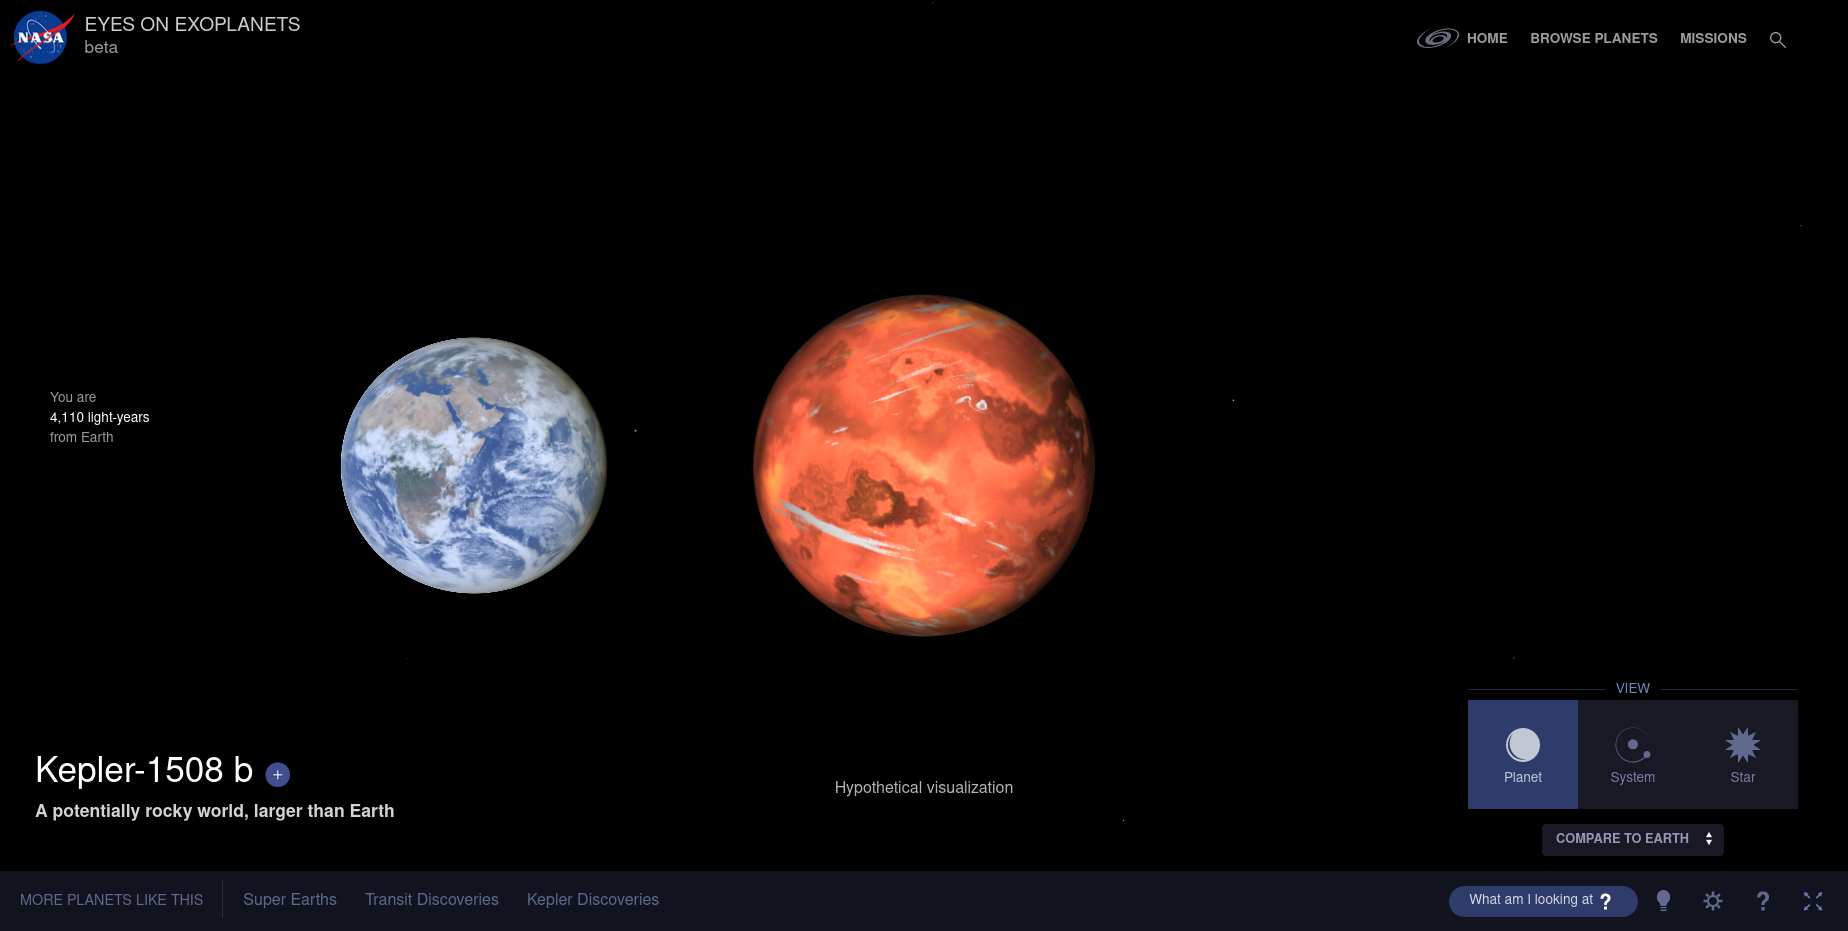 NASA
EYES ON EXOPLANETS
beta
HOME
BROWSE PLANETS
MISSIONS
You are
4,110 light-years
from Earth
Kepler-1508 b +
A potentially rocky world, larger than Earth
Hypothetical visualization
VIEW
Planet
System
Star
COMPARE TO EARTH
MORE PLANETS LIKE THIS
Super Earths
Transit Discoveries
Kepler Discoveries
What am I looking at ?
?